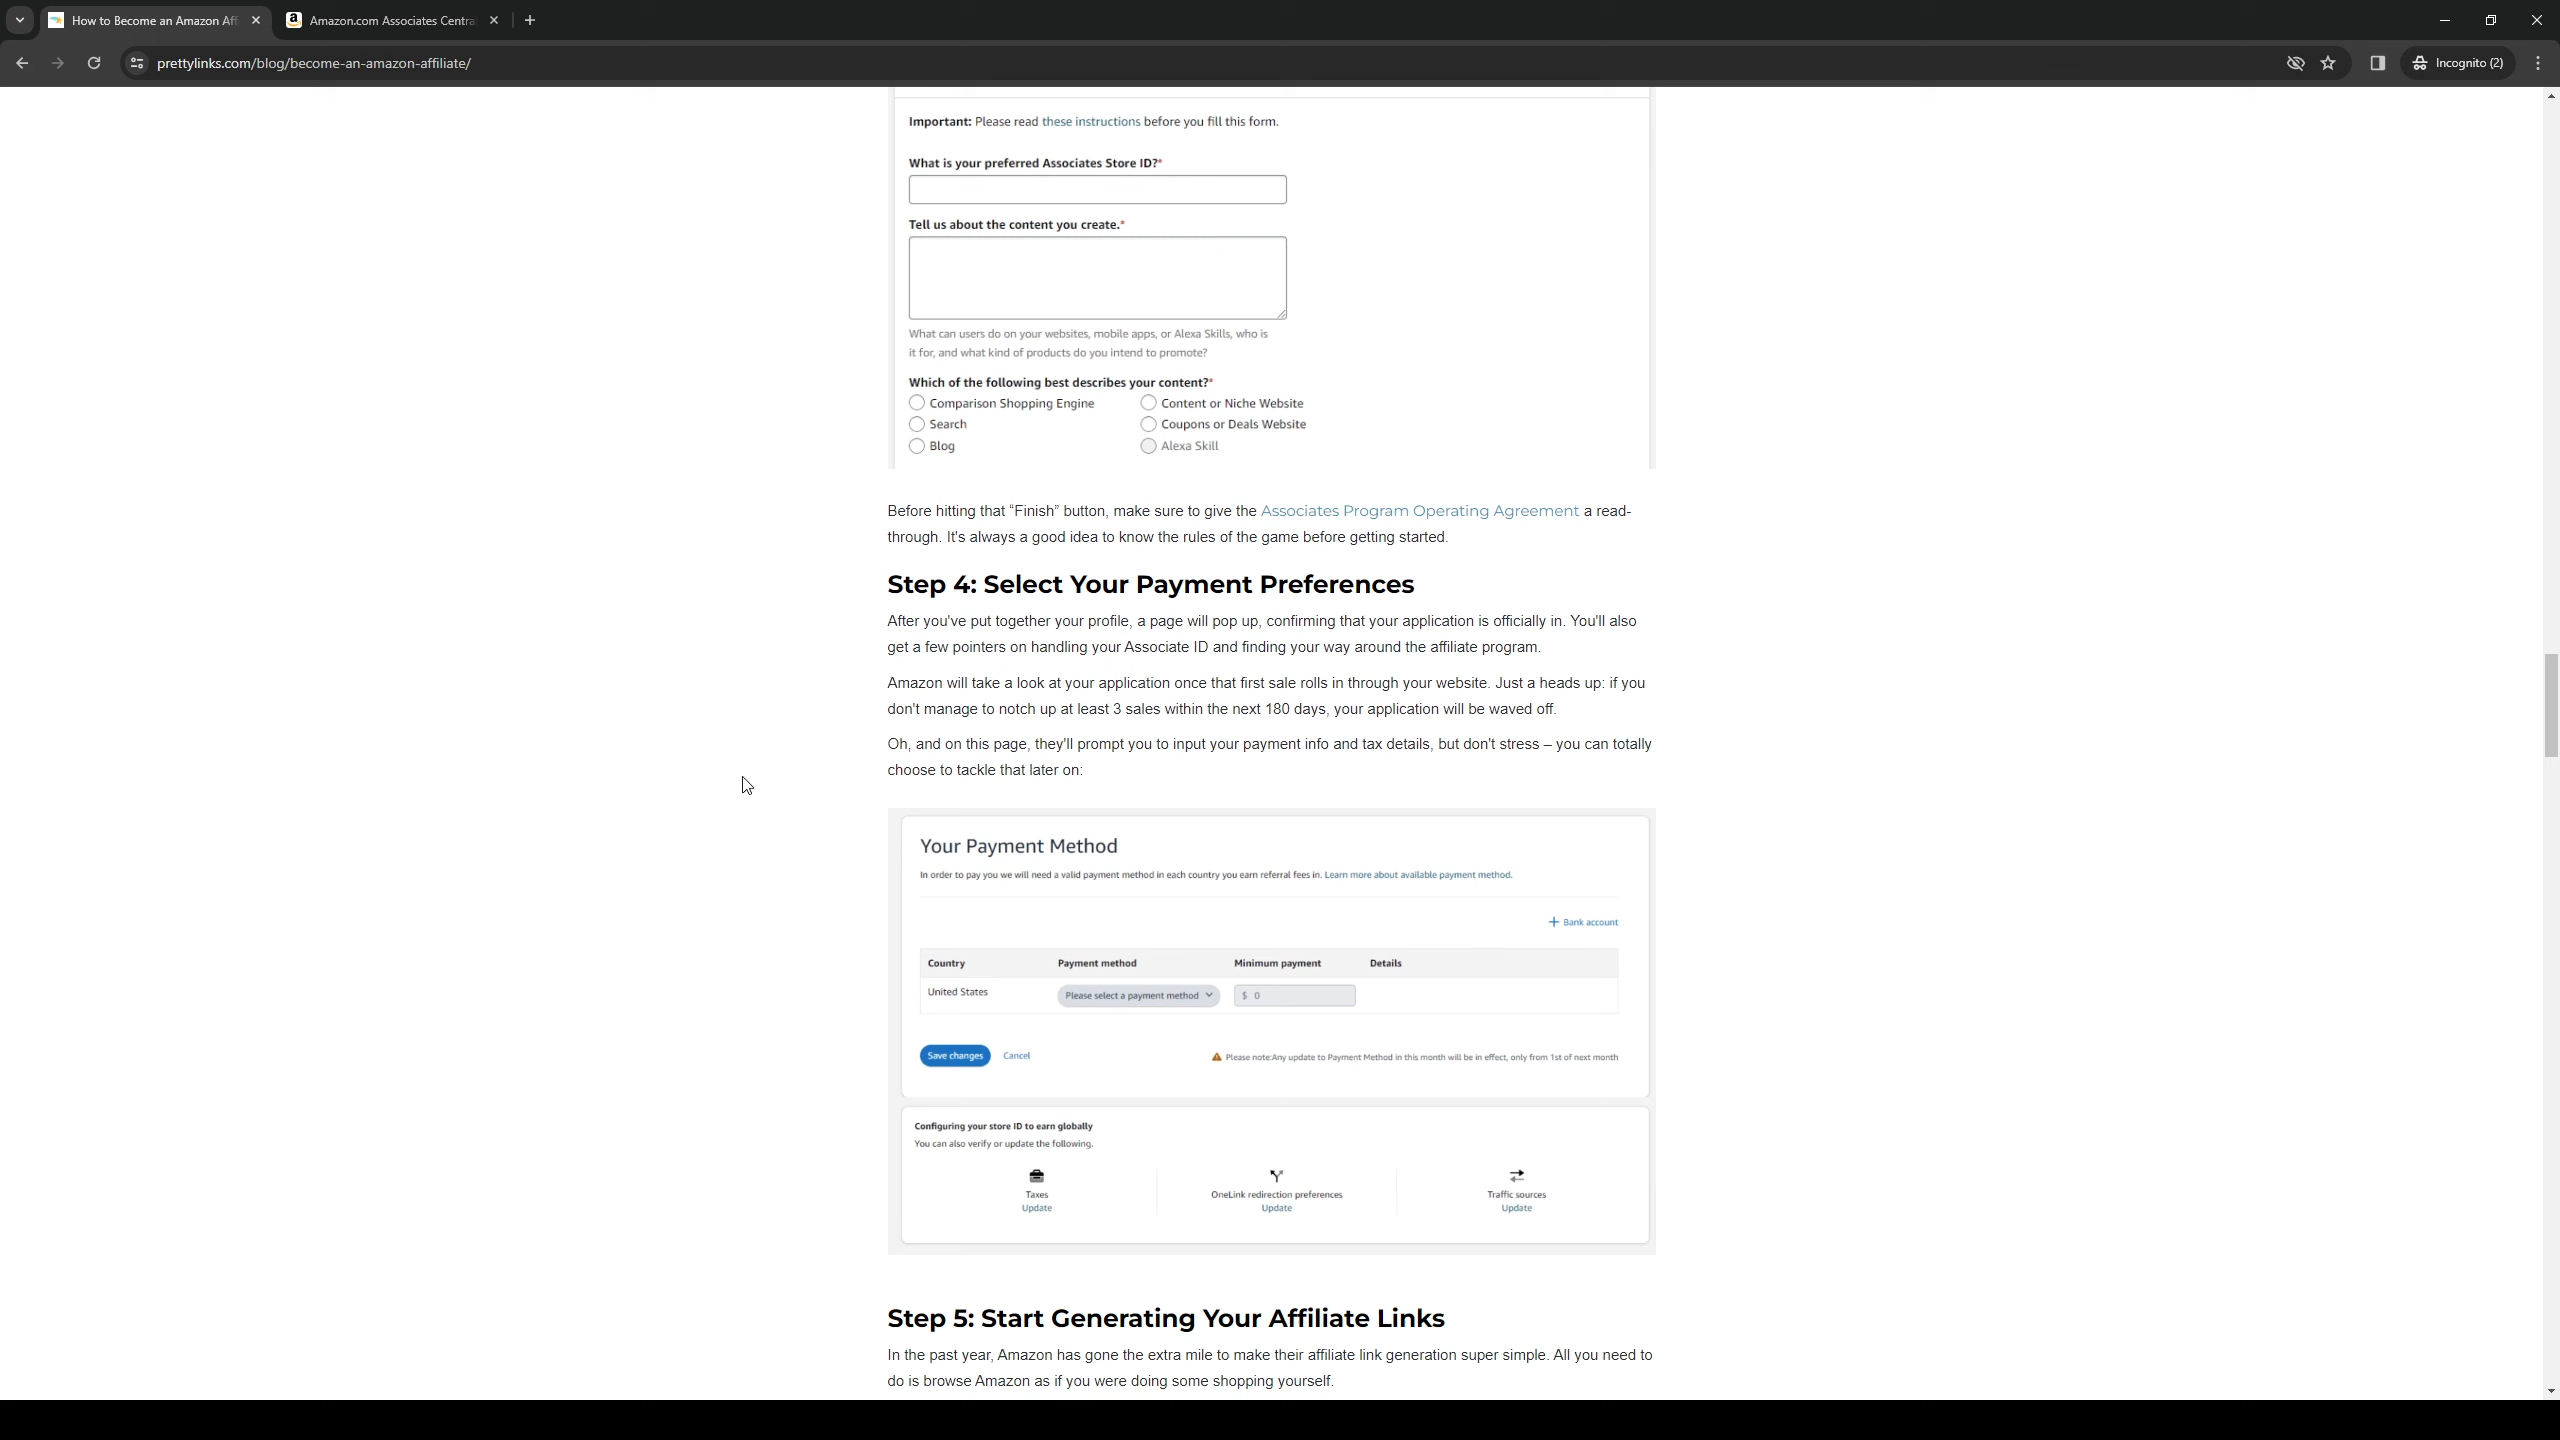 How to Become an Amazon Aff
Amazon.com Associates Centra
prettylinks.com/blog/become-an-amazon-affiliate/
Incognito (2)
Important: Please read these instructions before you fill this form.
What is your preferred Associates Store ID?*
Tell us about the content you create.*
What can users do on your websites, mobile apps, or Alexa Skills, who is
it for, and what kind of products do you intend to promote?
Which of the following best describes your content?*
Comparison Shopping Engine Content or Niche Website
Search Coupons or Deals Website
Blog Alexa Skill
Before hitting that “Finish” button, make sure to give the Associates Program Operating Agreement a read-
through. It's always a good idea to know the rules of the game before getting started.
Step 4: Select Your Payment Preferences
After you've put together your profile, a page will pop up, confirming that your application is officially in. You'll also
get a few pointers on handling your Associate ID and finding your way around the affiliate program.
Amazon will take a look at your application once that first sale rolls in through your website. Just a heads up: if you
don't manage to notch up at least 3 sales within the next 180 days, your application will be waved off.
Oh, and on this page, they'll prompt you to input your payment info and tax details, but don't stress – you can totally
choose to tackle that later on:
Your Payment Method
In order to pay you we will need a valid payment method in each country you earn referral fees in. Learn more about available payment method.
+ Bank account
Country Payment method Minimum payment Details
United States Please select a payment method $ 0
Save changes Cancel Please note:Any update to Payment Method in this month will be in effect, only from 1st of next month
Configuring your store ID to earn globally
You can also verify or update the following.
Taxes OneLink redirection preferences Traffic sources
Update Update Update
Step 5: Start Generating Your Affiliate Links
In the past year, Amazon has gone the extra mile to make their affiliate link generation super simple. All you need to
do is browse Amazon as if you were doing some shopping yourself.